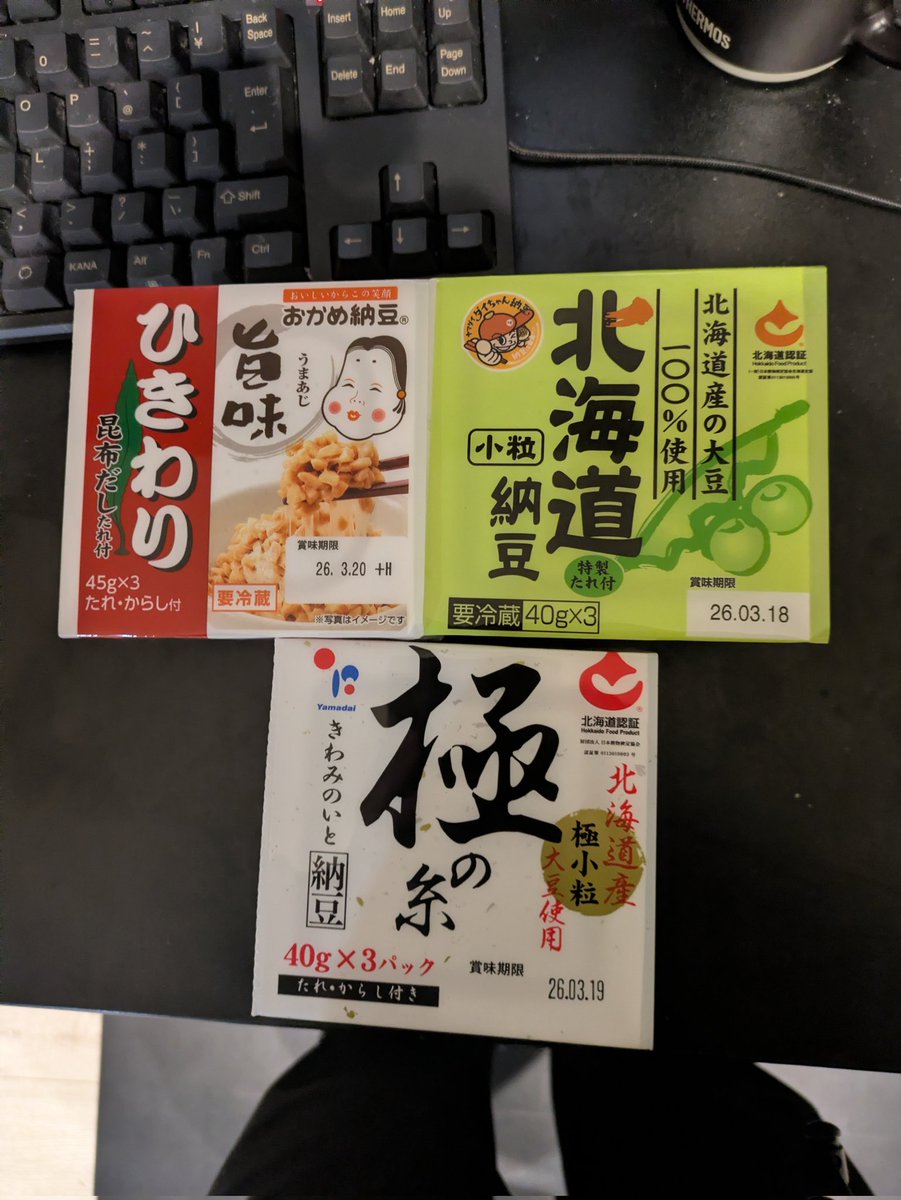 Insert
Home
Up
Back
Space
Delete
End
Page
Down
Enter
Shift
KANA
Alt
Fn
Ctrl
THERMOS
ひきわり
昆布だしたれ付
45g×3
たれ・からし付
おいしいからこの笑顔
おかめ納豆®
旨味
うまあじ
賞味期限
26. 3.20 +H
要冷蔵
※写真はイメージです
北海道産の大豆
一〇〇%使用
北海道
小粒
納豆
特製
たれ付
北海道認証
Hokkaido Food Product
賞味期限
26.03.18
要冷蔵 40g×3
Yamadai
きわみのいと
納豆
極の糸
北海道認証
Hokkaido Food Product
北海道産
極小粒
大豆使用
40g×3パック
たれ・からし付き
賞味期限
26.03.19